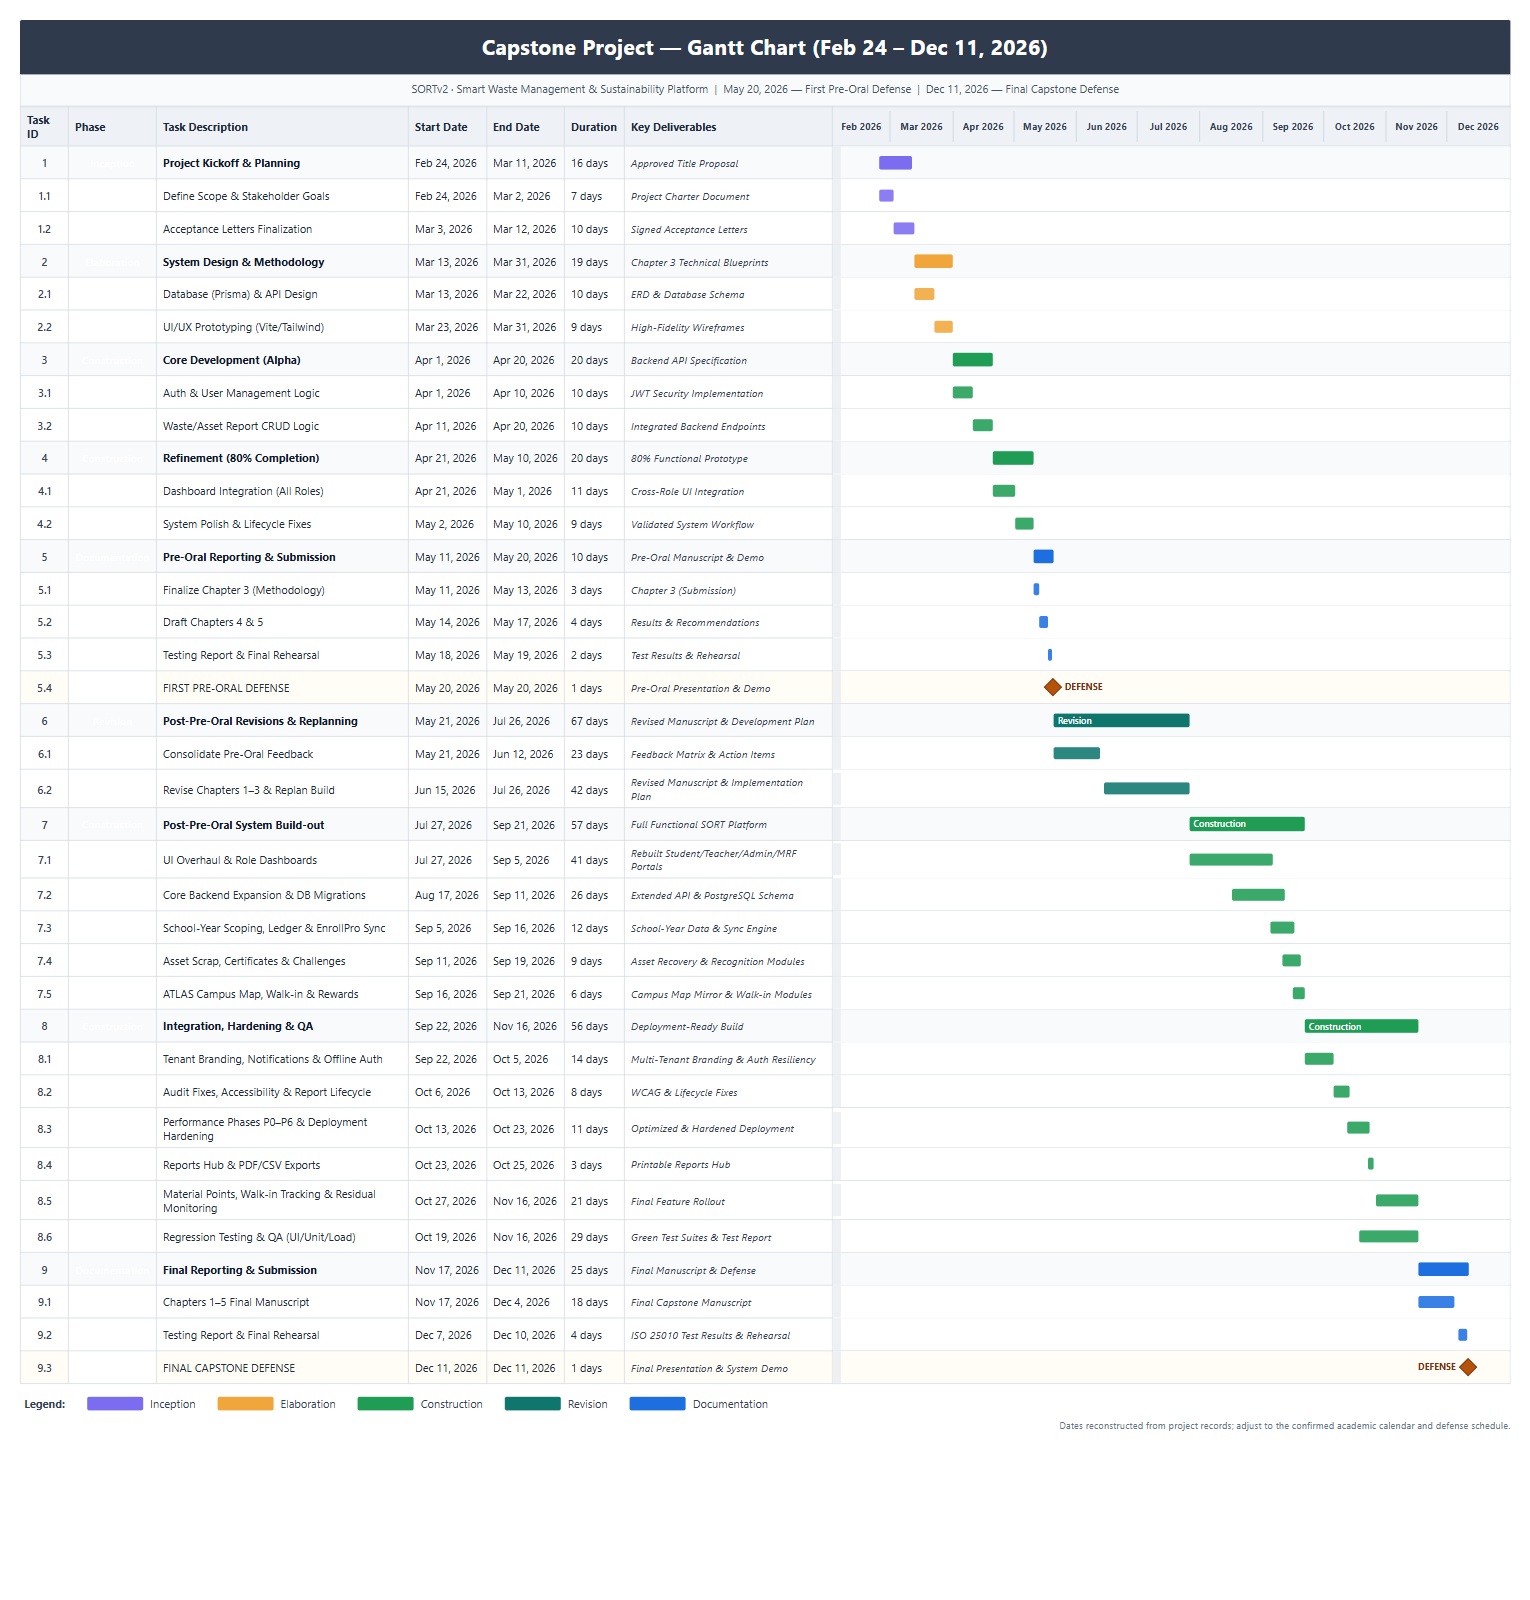 Capstone Project — Gantt Chart (Feb 24 – Dec 11, 2026)
SORTv2 · Smart Waste Management & Sustainability Platform | May 20, 2026 — First Pre-Oral Defense | Dec 11, 2026 — Final Capstone Defense
Task ID Phase Task Description Start Date End Date Duration Key Deliverables Feb 2026 Mar 2026 Apr 2026 May 2026 Jun 2026 Jul 2026 Aug 2026 Sep 2026 Oct 2026 Nov 2026 Dec 2026
1 Project Kickoff & Planning Feb 24, 2026 Mar 11, 2026 16 days Approved Title Proposal
1.1 Define Scope & Stakeholder Goals Feb 24, 2026 Mar 2, 2026 7 days Project Charter Document
1.2 Acceptance Letters Finalization Mar 3, 2026 Mar 12, 2026 10 days Signed Acceptance Letters
2 System Design & Methodology Mar 13, 2026 Mar 31, 2026 19 days Chapter 3 Technical Blueprints
2.1 Database (Prisma) & API Design Mar 13, 2026 Mar 22, 2026 10 days ERD & Database Schema
2.2 UI/UX Prototyping (Vite/Tailwind) Mar 23, 2026 Mar 31, 2026 9 days High-Fidelity Wireframes
3 Core Development (Alpha) Apr 1, 2026 Apr 20, 2026 20 days Backend API Specification
3.1 Auth & User Management Logic Apr 1, 2026 Apr 10, 2026 10 days JWT Security Implementation
3.2 Waste/Asset Report CRUD Logic Apr 11, 2026 Apr 20, 2026 10 days Integrated Backend Endpoints
4 Refinement (80% Completion) Apr 21, 2026 May 10, 2026 20 days 80% Functional Prototype
4.1 Dashboard Integration (All Roles) Apr 21, 2026 May 1, 2026 11 days Cross-Role UI Integration
4.2 System Polish & Lifecycle Fixes May 2, 2026 May 10, 2026 9 days Validated System Workflow
5 Pre-Oral Reporting & Submission May 11, 2026 May 20, 2026 10 days Pre-Oral Manuscript & Demo
5.1 Finalize Chapter 3 (Methodology) May 11, 2026 May 13, 2026 3 days Chapter 3 (Submission)
5.2 Draft Chapters 4 & 5 May 14, 2026 May 17, 2026 4 days Results & Recommendations
5.3 Testing Report & Final Rehearsal May 18, 2026 May 19, 2026 2 days Test Results & Rehearsal
5.4 FIRST PRE-ORAL DEFENSE May 20, 2026 May 20, 2026 1 days Pre-Oral Presentation & Demo DEFENSE
6 Post-Pre-Oral Revisions & Replanning May 21, 2026 Jul 26, 2026 67 days Revised Manuscript & Development Plan Revision
6.1 Consolidate Pre-Oral Feedback May 21, 2026 Jun 12, 2026 23 days Feedback Matrix & Action Items
6.2 Revise Chapters 1–3 & Replan Build Jun 15, 2026 Jul 26, 2026 42 days Revised Manuscript & Implementation Plan
7 Post-Pre-Oral System Build-out Jul 27, 2026 Sep 21, 2026 57 days Full Functional SORT Platform Construction
7.1 UI Overhaul & Role Dashboards Jul 27, 2026 Sep 5, 2026 41 days Rebuilt Student/Teacher/Admin/MRF Portals
7.2 Core Backend Expansion & DB Migrations Aug 17, 2026 Sep 11, 2026 26 days Extended API & PostgreSQL Schema
7.3 School-Year Scoping, Ledger & EnrollPro Sync Sep 5, 2026 Sep 16, 2026 12 days School-Year Data & Sync Engine
7.4 Asset Scrap, Certificates & Challenges Sep 11, 2026 Sep 19, 2026 9 days Asset Recovery & Recognition Modules
7.5 ATLAS Campus Map, Walk-in & Rewards Sep 16, 2026 Sep 21, 2026 6 days Campus Map Mirror & Walk-in Modules
8 Integration, Hardening & QA Sep 22, 2026 Nov 16, 2026 56 days Deployment-Ready Build Construction
8.1 Tenant Branding, Notifications & Offline Auth Sep 22, 2026 Oct 5, 2026 14 days Multi-Tenant Branding & Auth Resiliency
8.2 Audit Fixes, Accessibility & Report Lifecycle Oct 6, 2026 Oct 13, 2026 8 days WCAG & Lifecycle Fixes
8.3 Performance Phases P0–P6 & Deployment Hardening Oct 13, 2026 Oct 23, 2026 11 days Optimized & Hardened Deployment
8.4 Reports Hub & PDF/CSV Exports Oct 23, 2026 Oct 25, 2026 3 days Printable Reports Hub
8.5 Material Points, Walk-in Tracking & Residual Monitoring Oct 27, 2026 Nov 16, 2026 21 days Final Feature Rollout
8.6 Regression Testing & QA (UI/Unit/Load) Oct 19, 2026 Nov 16, 2026 29 days Green Test Suites & Test Report
9 Final Reporting & Submission Nov 17, 2026 Dec 11, 2026 25 days Final Manuscript & Defense
9.1 Chapters 1–5 Final Manuscript Nov 17, 2026 Dec 4, 2026 18 days Final Capstone Manuscript
9.2 Testing Report & Final Rehearsal Dec 7, 2026 Dec 10, 2026 4 days ISO 25010 Test Results & Rehearsal
9.3 FINAL CAPSTONE DEFENSE Dec 11, 2026 Dec 11, 2026 1 days Final Presentation & System Demo DEFENSE
Legend: Inception Elaboration Construction Revision Documentation
Dates reconstructed from project records; adjust to the confirmed academic calendar and defense schedule.